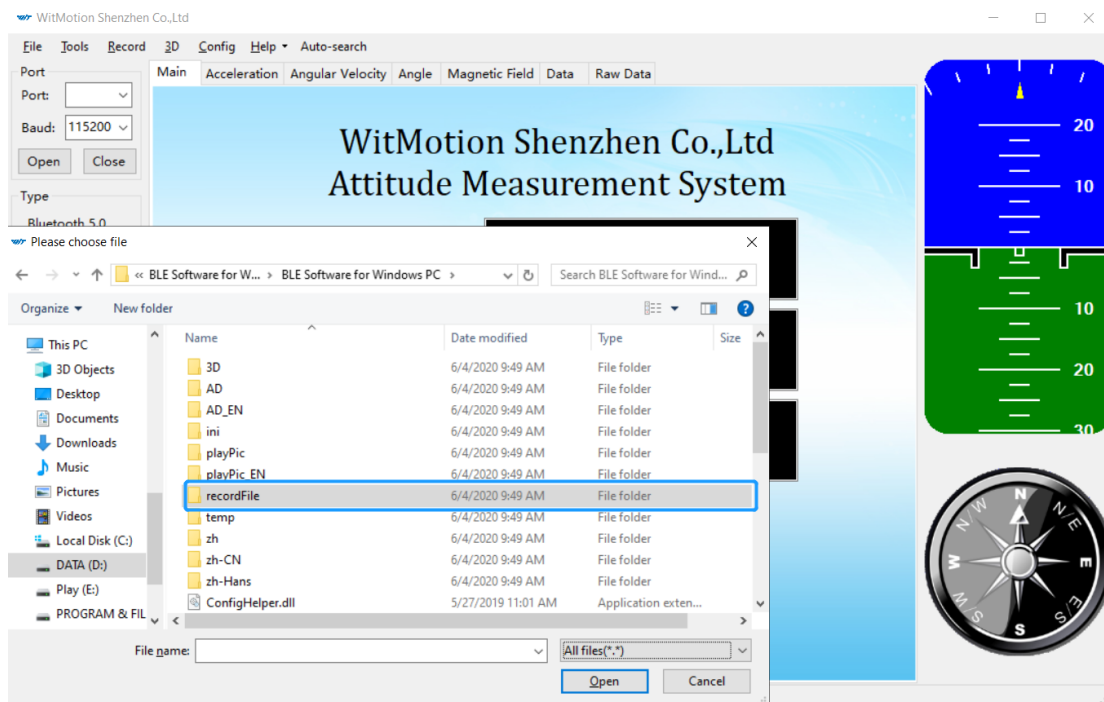 WitMotion Shenzhen Co.,Ltd
File Tools Record 3D Config Help Auto-search
Port
Port:
Baud: 115200
Open Close
Type
Bluetooth 5.0
Main Acceleration Angular Velocity Angle Magnetic Field Data Raw Data
WitMotion Shenzhen Co.,Ltd
Attitude Measurement System
20
10
10
20
30
N
N/E
E
S/E
S
W/S
W
N/W
Please choose file
« BLE Software for W... > BLE Software for Windows PC >
Search BLE Software for Wind...
Organize New folder
Name Date modified Type Size
This PC
3D Objects
Desktop
Documents
Downloads
Music
Pictures
Videos
Local Disk (C:)
DATA (D:)
Play (E:)
PROGRAM & FIL
3D 6/4/2020 9:49 AM File folder
AD 6/4/2020 9:49 AM File folder
AD_EN 6/4/2020 9:49 AM File folder
ini 6/4/2020 9:49 AM File folder
playPic 6/4/2020 9:49 AM File folder
playPic_EN 6/4/2020 9:49 AM File folder
recordFile 6/4/2020 9:49 AM File folder
temp 6/4/2020 9:49 AM File folder
zh 6/4/2020 9:49 AM File folder
zh-CN 6/4/2020 9:49 AM File folder
zh-Hans 6/4/2020 9:49 AM File folder
ConfigHelper.dll 5/27/2019 11:01 AM Application exten...
File name: All files(*.*)
Open Cancel